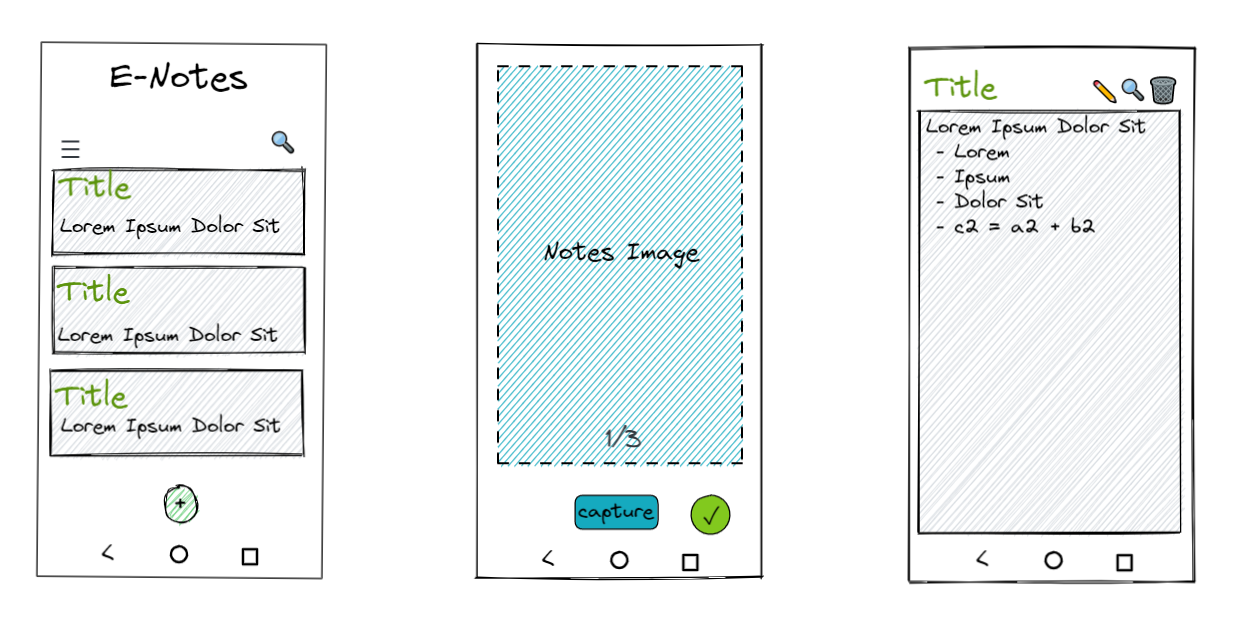 E-Notes
Title
Lorem Ipsum Dolor Sit
Title
Lorem Ipsum Dolor Sit
Title
Lorem Ipsum Dolor Sit
+
Notes Image
1/3
capture
Title
Lorem Ipsum Dolor Sit
- Lorem
- Ipsum
- Dolor Sit
- c2 = a2 + b2